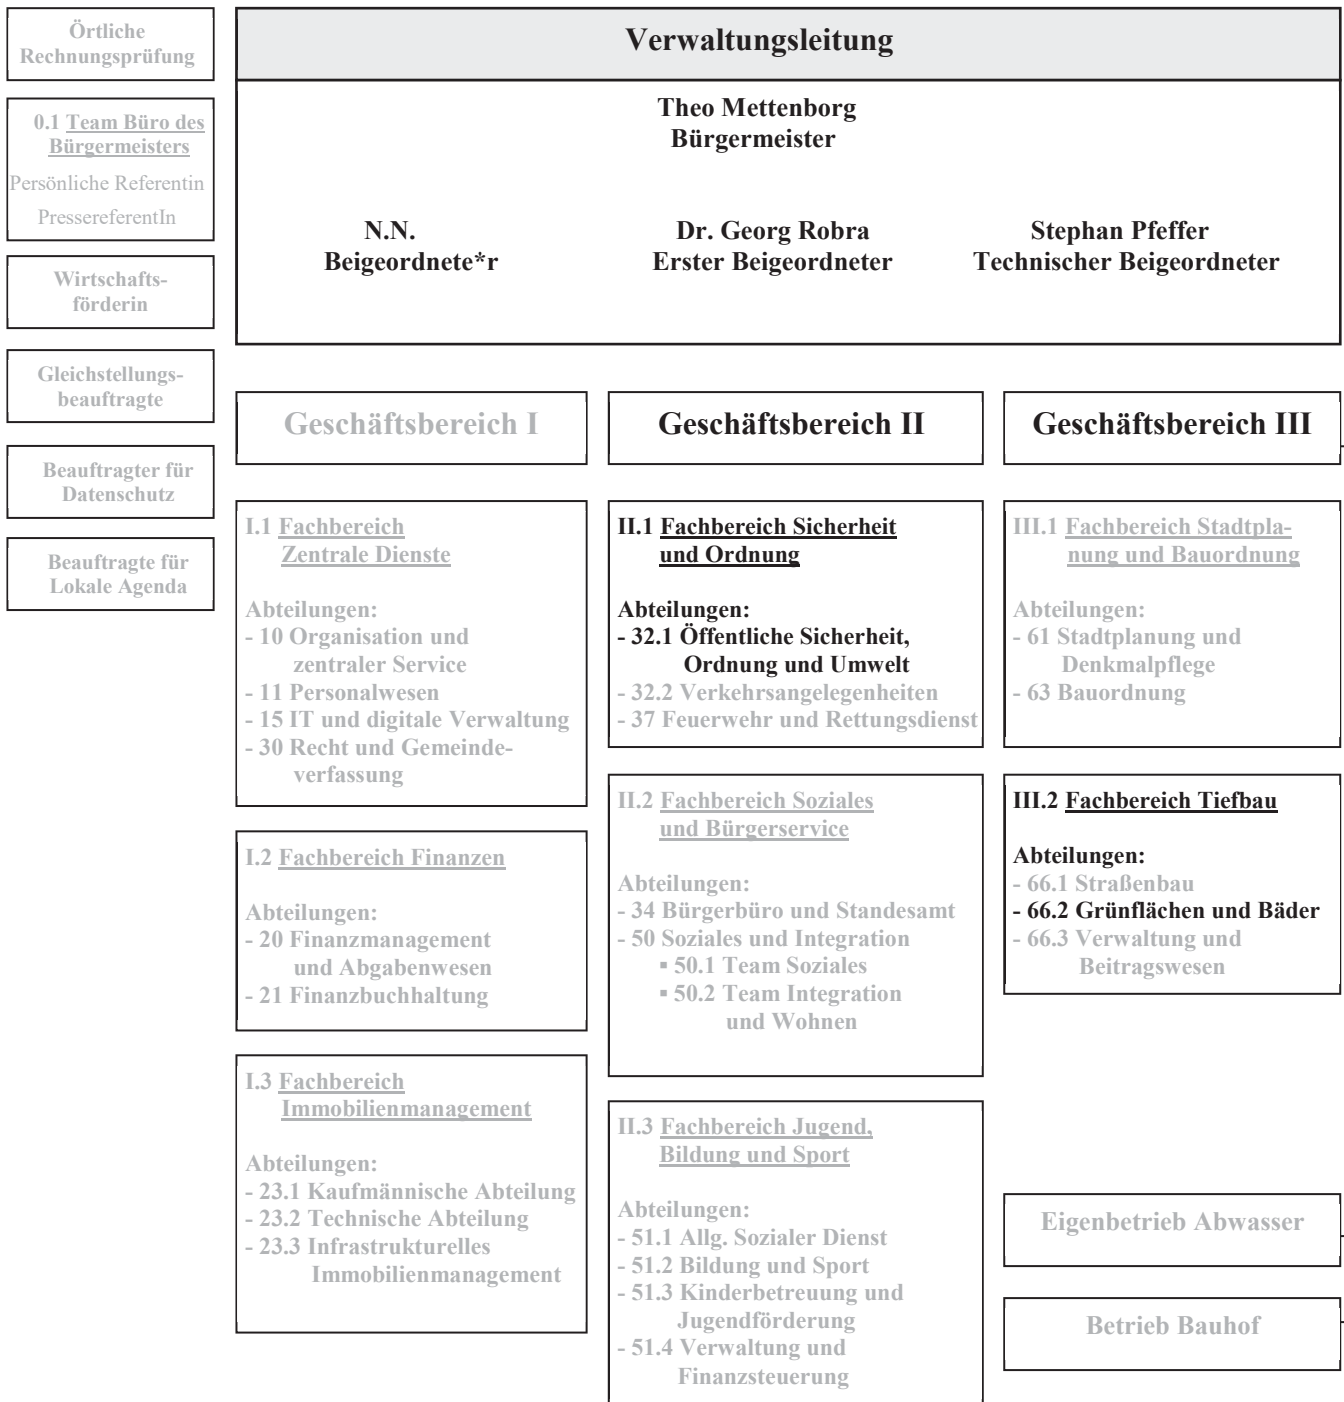 Örtliche
Rechnungsprüfung
0.1 Team Büro des
Bürgermeisters
Persönliche Referentin
PressereferentIn
Wirtschafts-
förderin
Gleichstellungs-
beauftragte
Beauftragter für
Datenschutz
Beauftragte für
Lokale Agenda
Verwaltungsleitung
Theo Mettenborg
Bürgermeister
N.N.
Beigeordnete*r
Dr. Georg Robra
Erster Beigeordneter
Stephan Pfeffer
Technischer Beigeordneter
Geschäftsbereich I
I.1 Fachbereich
Zentrale Dienste
Abteilungen:
- 10 Organisation und
zentraler Service
- 11 Personalwesen
- 15 IT und digitale Verwaltung
- 30 Recht und Gemeinde-
verfassung
I.2 Fachbereich Finanzen
Abteilungen:
- 20 Finanzmanagement
und Abgabenwesen
- 21 Finanzbuchhaltung
I.3 Fachbereich
Immobilienmanagement
Abteilungen:
- 23.1 Kaufmännische Abteilung
- 23.2 Technische Abteilung
- 23.3 Infrastrukturelles
Immobilienmanagement
Geschäftsbereich II
II.1 Fachbereich Sicherheit
und Ordnung
Abteilungen:
- 32.1 Öffentliche Sicherheit,
Ordnung und Umwelt
- 32.2 Verkehrsangelegenheiten
- 37 Feuerwehr und Rettungsdienst
II.2 Fachbereich Soziales
und Bürgerservice
Abteilungen:
- 34 Bürgerbüro und Standesamt
- 50 Soziales und Integration
▪ 50.1 Team Soziales
▪ 50.2 Team Integration
und Wohnen
II.3 Fachbereich Jugend,
Bildung und Sport
Abteilungen:
- 51.1 Allg. Sozialer Dienst
- 51.2 Bildung und Sport
- 51.3 Kinderbetreuung und
Jugendförderung
- 51.4 Verwaltung und
Finanzsteuerung
Geschäftsbereich III
III.1 Fachbereich Stadtpla-
nung und Bauordnung
Abteilungen:
- 61 Stadtplanung und
Denkmalpflege
- 63 Bauordnung
III.2 Fachbereich Tiefbau
Abteilungen:
- 66.1 Straßenbau
- 66.2 Grünflächen und Bäder
- 66.3 Verwaltung und
Beitragswesen
Eigenbetrieb Abwasser
Betrieb Bauhof